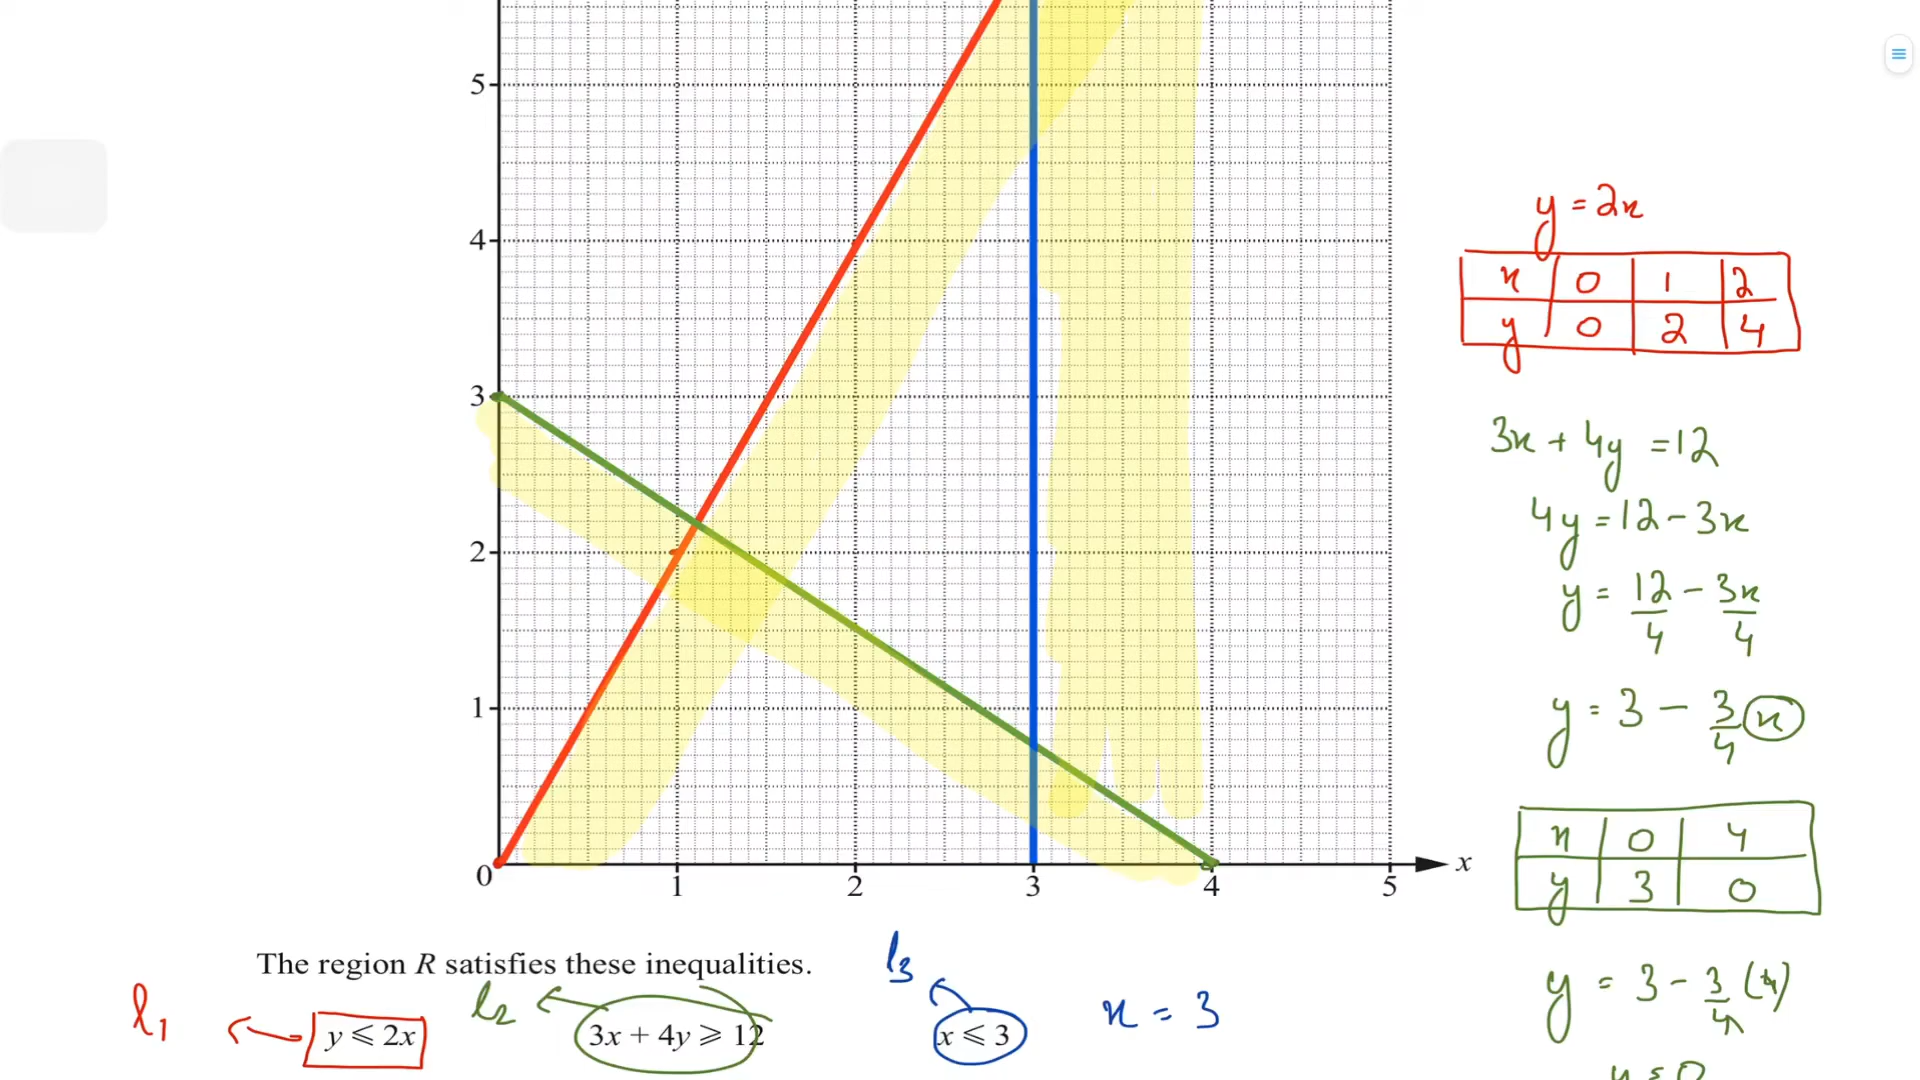 5
4
3
2
1
0
1 2 3 4 5 x
The region R satisfies these inequalities.
l1 y ⩽ 2x l2 3x + 4y ⩾ 12 l3 x ⩽ 3 x = 3
y = 2x
x 0 1 2
y 0 2 4
3x + 4y = 12
4y = 12 - 3x
y = 12/4 - 3x/4
y = 3 - 3/4 x
x 0 4
y 3 0
y = 3 - 3/4 (4)
y = 0